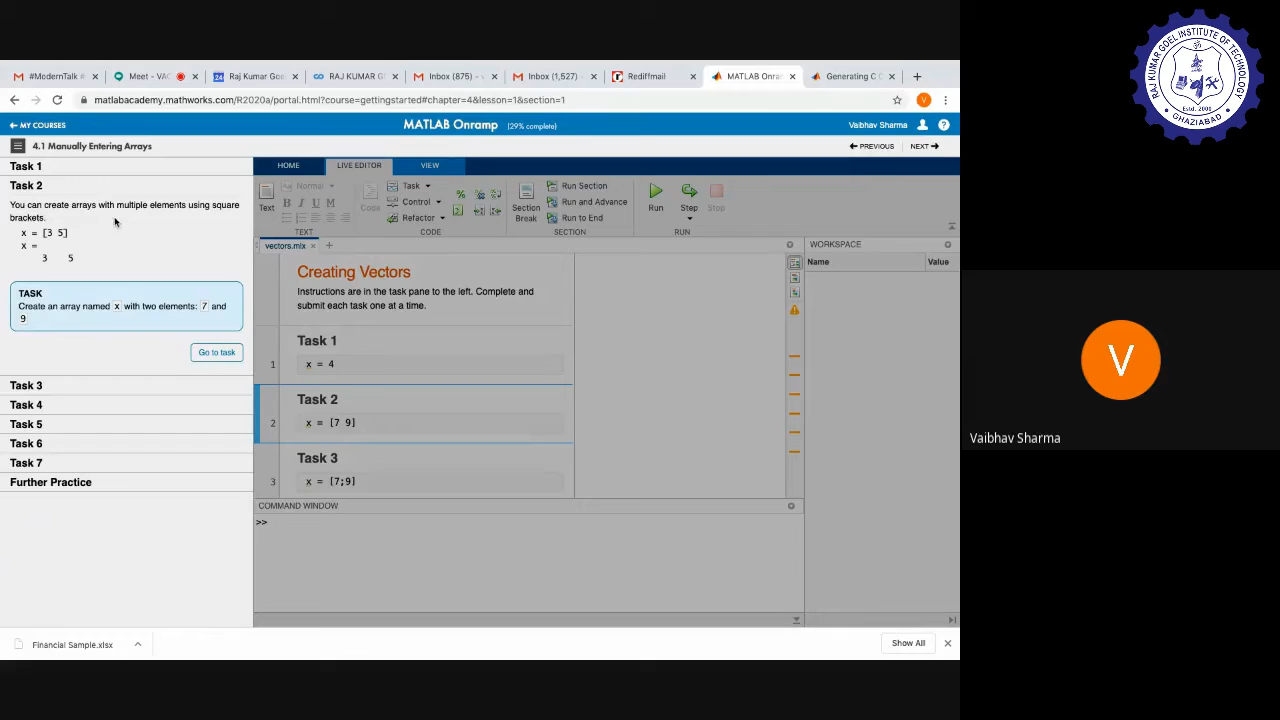 #ModernTalk
Meet - VAC
Raj Kumar Goe
RAJ KUMAR G
Inbox (875) -
Inbox (1,527) -
Rediffmail
MATLAB Onra
Generating C C
matlabacademy.mathworks.com/R2020a/portal.html?course=gettingstarted#chapter=4&lesson=1&section=1
V
MY COURSES
MATLAB Onramp (29% complete)
Vaibhav Sharma
4.1 Manually Entering Arrays
PREVIOUS
NEXT
Task 1
Task 2
You can create arrays with multiple elements using square
brackets.
x = [3 5]
x =
3 5
TASK
Create an array named x with two elements: 7 and
9
Go to task
Task 3
Task 4
Task 5
Task 6
Task 7
Further Practice
HOME
LIVE EDITOR
VIEW
Text
Normal
B I U M
TEXT
Code
Task
Control
Refactor
CODE
Section
Break
Run Section
Run and Advance
Run to End
SECTION
Run
Step
Stop
RUN
vectors.mlx
Creating Vectors
Instructions are in the task pane to the left. Complete and
submit each task one at a time.
Task 1
1 x = 4
Task 2
2 x = [7 9]
Task 3
3 x = [7;9]
COMMAND WINDOW
>>
WORKSPACE
Name
Value
Financial Sample.xlsx
Show All
RAJ KUMAR GOEL INSTITUTE OF TECHNOLOGY
Estd. 2000
GHAZIABAD
V
Vaibhav Sharma